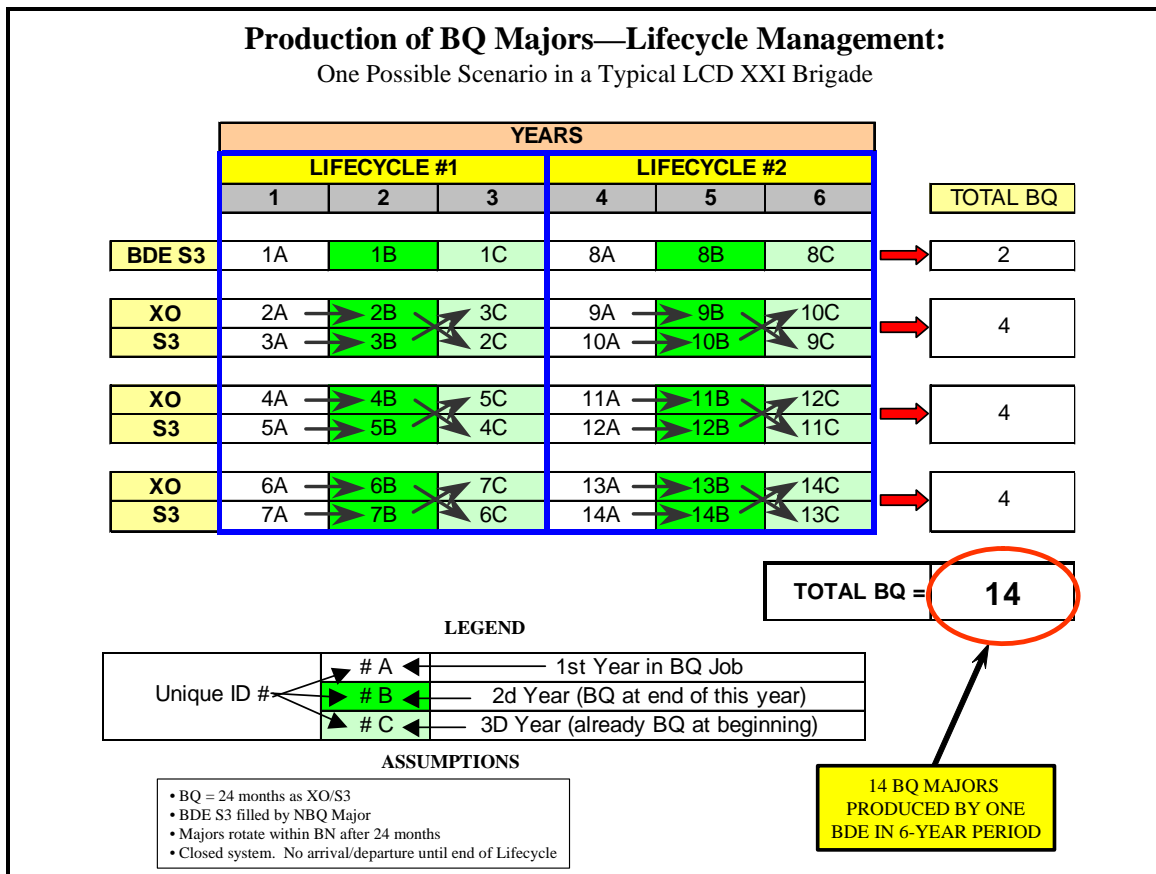 Production of BQ Majors—Lifecycle Management:
One Possible Scenario in a Typical LCD XXI Brigade
YEARS
LIFECYCLE #1 LIFECYCLE #2
1 2 3 4 5 6 TOTAL BQ
BDE S3 1A 1B 1C 8A 8B 8C 2
XO 2A 2B 3C 9A 9B 10C
S3 3A 3B 2C 10A 10B 9C
4
XO 4A 4B 5C 11A 11B 12C
S3 5A 5B 4C 12A 12B 11C
4
XO 6A 6B 7C 13A 13B 14C
S3 7A 7B 6C 14A 14B 13C
4
TOTAL BQ = 14
LEGEND
Unique ID #
# A 1st Year in BQ Job
# B 2d Year (BQ at end of this year)
# C 3D Year (already BQ at beginning)
ASSUMPTIONS
• BQ = 24 months as XO/S3
• BDE S3 filled by NBQ Major
• Majors rotate within BN after 24 months
• Closed system. No arrival/departure until end of Lifecycle
14 BQ MAJORS
PRODUCED BY ONE
BDE IN 6-YEAR PERIOD